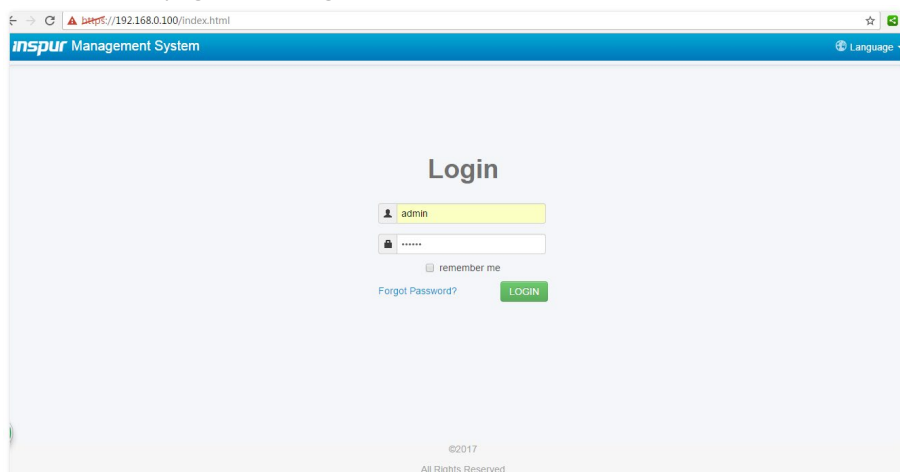 https://192.168.0.100/index.html
inspur Management System
Language
Login
admin
••••••
remember me
Forgot Password?
LOGIN
©2017
All Rights Reserved